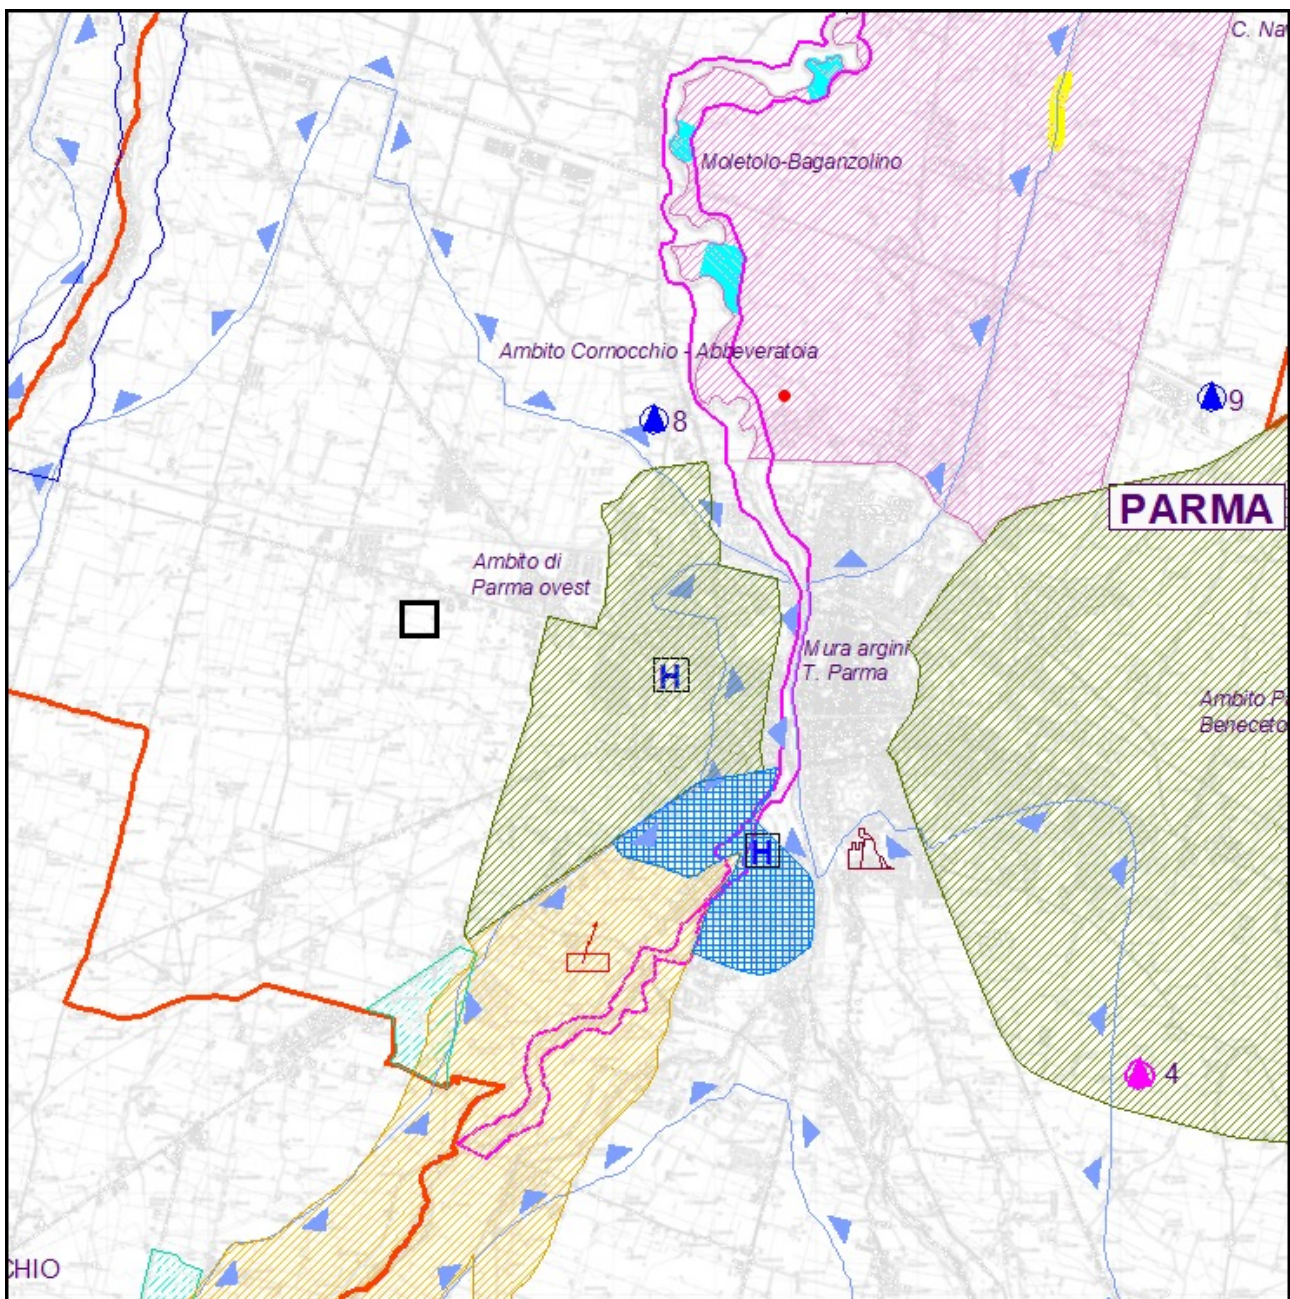 C. Na
Moletolo-Baganzolino
Ambito Cornocchio - Abbeveratoia
8
9
PARMA
Ambito di
Parma ovest
Mura argini
T. Parma
H
Ambito Pa
Beneceto
H
4
CHIO